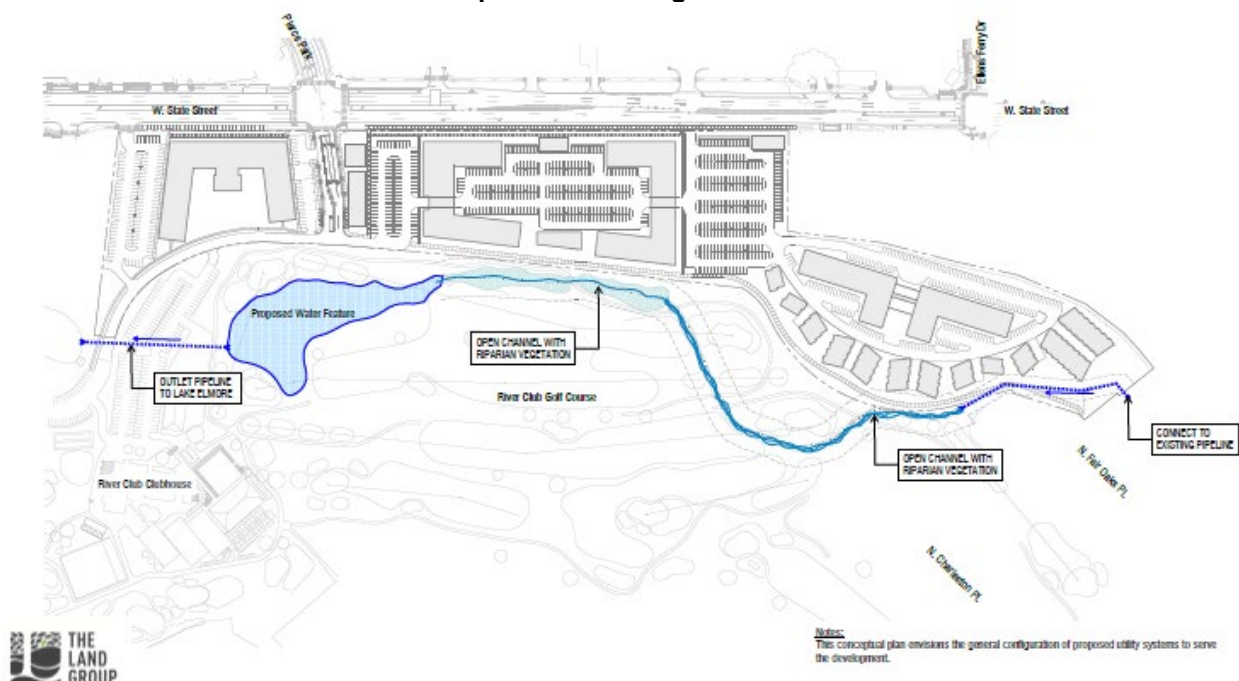 Pierce Park
Ellens Ferry Dr
W. State Street
W. State Street
Proposed Water Feature
OPEN CHANNEL WITH
RIPARIAN VEGETATION
OUTLET PIPELINE
TO LAKE ELMORE
River Club Golf Course
CONNECT TO
EXISTING PIPELINE
OPEN CHANNEL WITH
RIPARIAN VEGETATION
N. Fair Oaks Pl.
River Club Clubhouse
N. Charleston Pl.
Notes:
This conceptual plan envisions the general configuration of proposed utility systems to serve
the development.
THE
LAND
GROUP